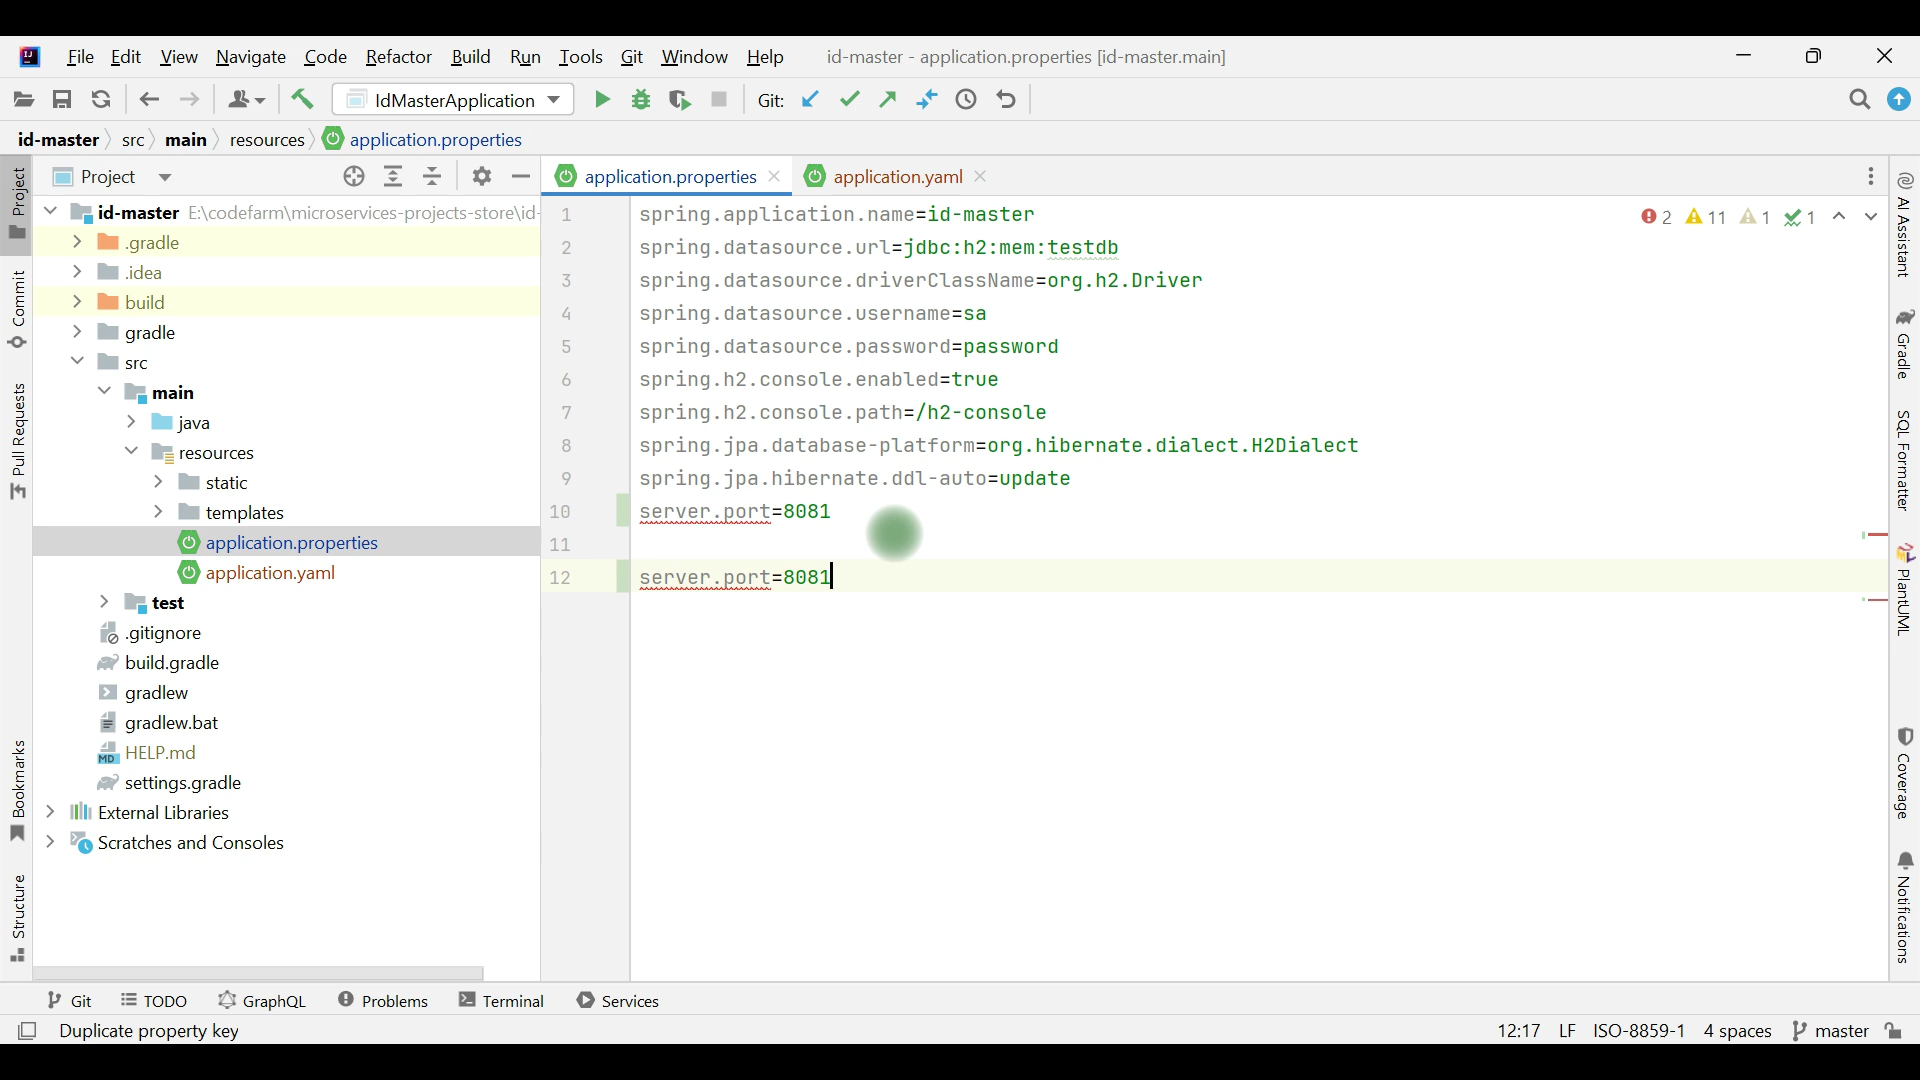 File Edit View Navigate Code Refactor Build Run Tools Git Window Help id-master - application.properties [id-master.main]
IdMasterApplication Git:
id-master src main resources application.properties
Project
Commit
Pull Requests
Bookmarks
Structure
Project
id-master E:\codefarm\microservices-projects-store\id-
.gradle
.idea
build
gradle
src
main
java
resources
static
templates
application.properties
application.yaml
test
.gitignore
build.gradle
gradlew
gradlew.bat
MD HELP.md
settings.gradle
External Libraries
Scratches and Consoles
application.properties application.yaml
2 11 1 1
1 spring.application.name=id-master
2 spring.datasource.url=jdbc:h2:mem:testdb
3 spring.datasource.driverClassName=org.h2.Driver
4 spring.datasource.username=sa
5 spring.datasource.password=password
6 spring.h2.console.enabled=true
7 spring.h2.console.path=/h2-console
8 spring.jpa.database-platform=org.hibernate.dialect.H2Dialect
9 spring.jpa.hibernate.ddl-auto=update
10 server.port=8081
11
12 server.port=8081
AI Assistant
Gradle
SQL Formatter
PlantUML
Coverage
Notifications
Git TODO GraphQL Problems Terminal Services
Duplicate property key 12:17 LF ISO-8859-1 4 spaces master